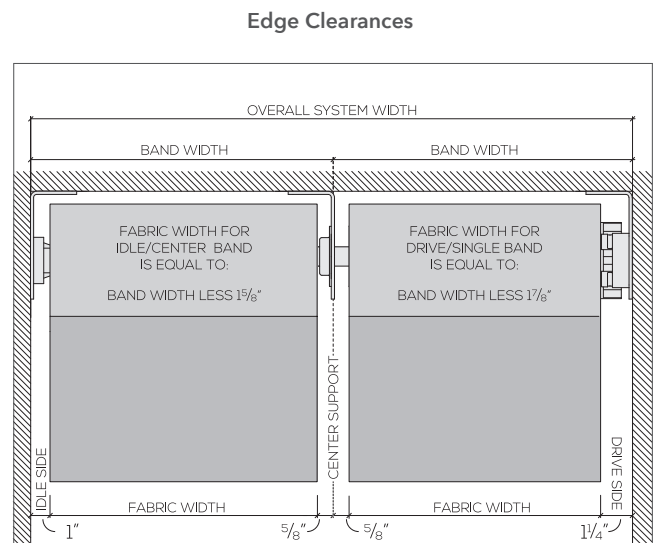 Edge Clearances
OVERALL SYSTEM WIDTH
BAND WIDTH
BAND WIDTH
FABRIC WIDTH FOR
IDLE/CENTER BAND
IS EQUAL TO:
BAND WIDTH LESS 1⅝"
FABRIC WIDTH FOR
DRIVE/SINGLE BAND
IS EQUAL TO:
BAND WIDTH LESS 1⅞"
IDLE SIDE
CENTER SUPPORT
DRIVE SIDE
FABRIC WIDTH
FABRIC WIDTH
1"
⅝"
⅝"
1¼"